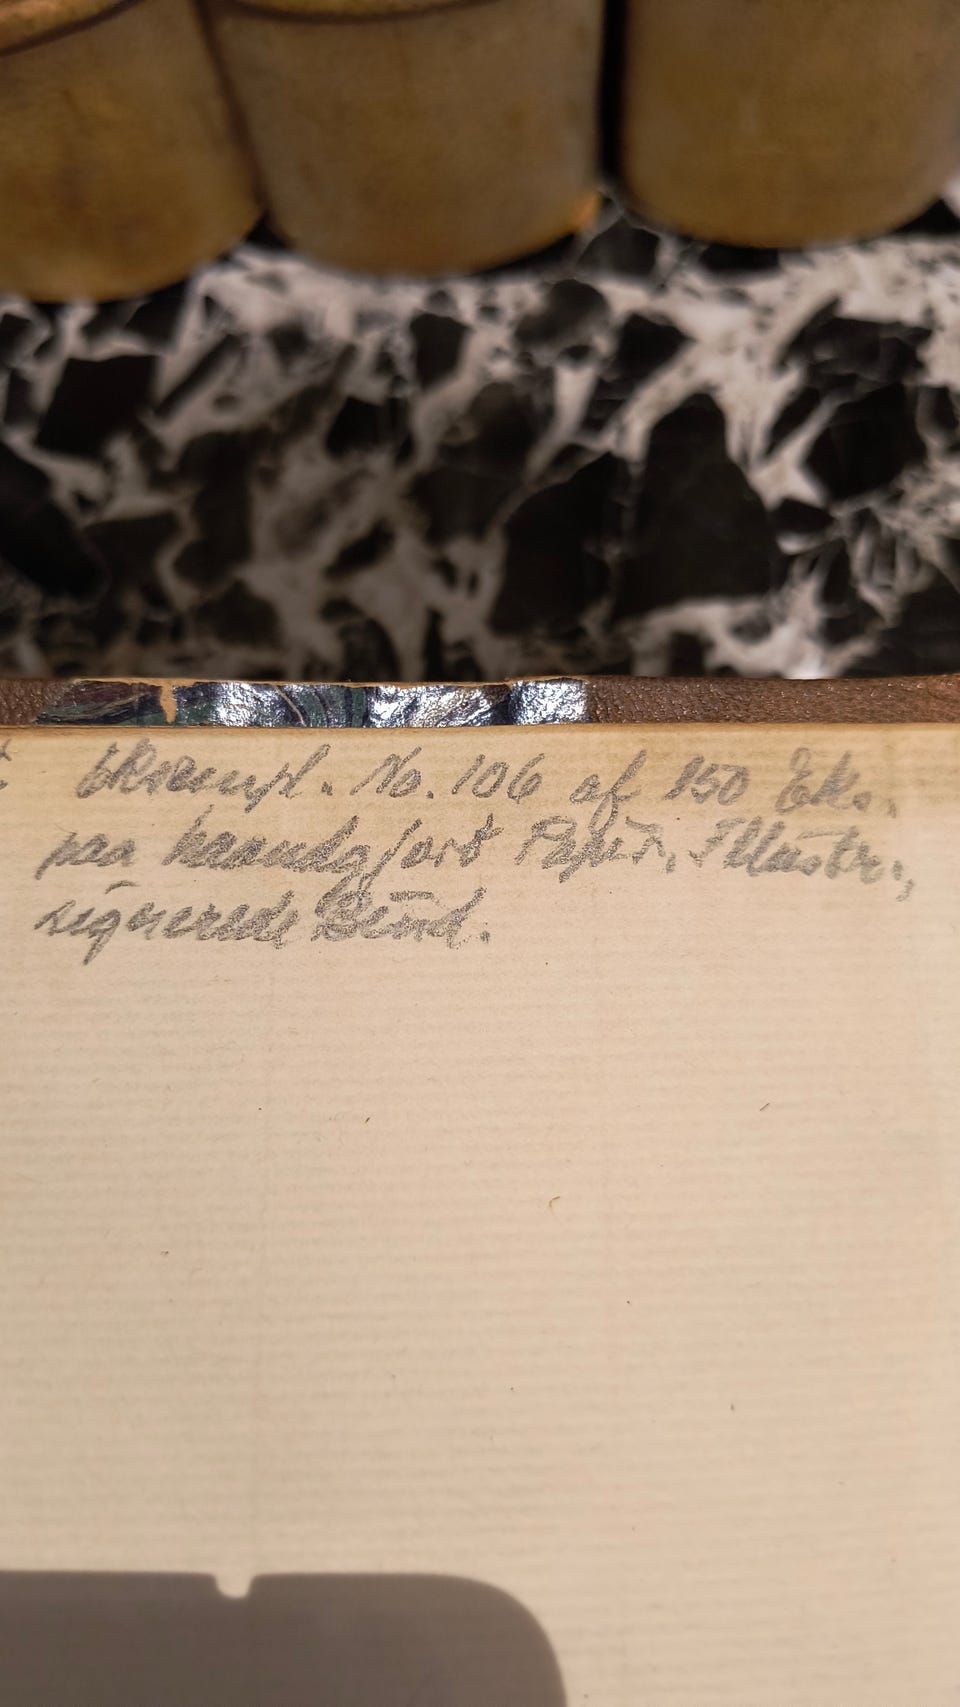 Eksempl. No. 106 af 150 Eks.,
paa haandgjort Papir, Illustr.,
signerede Bind.